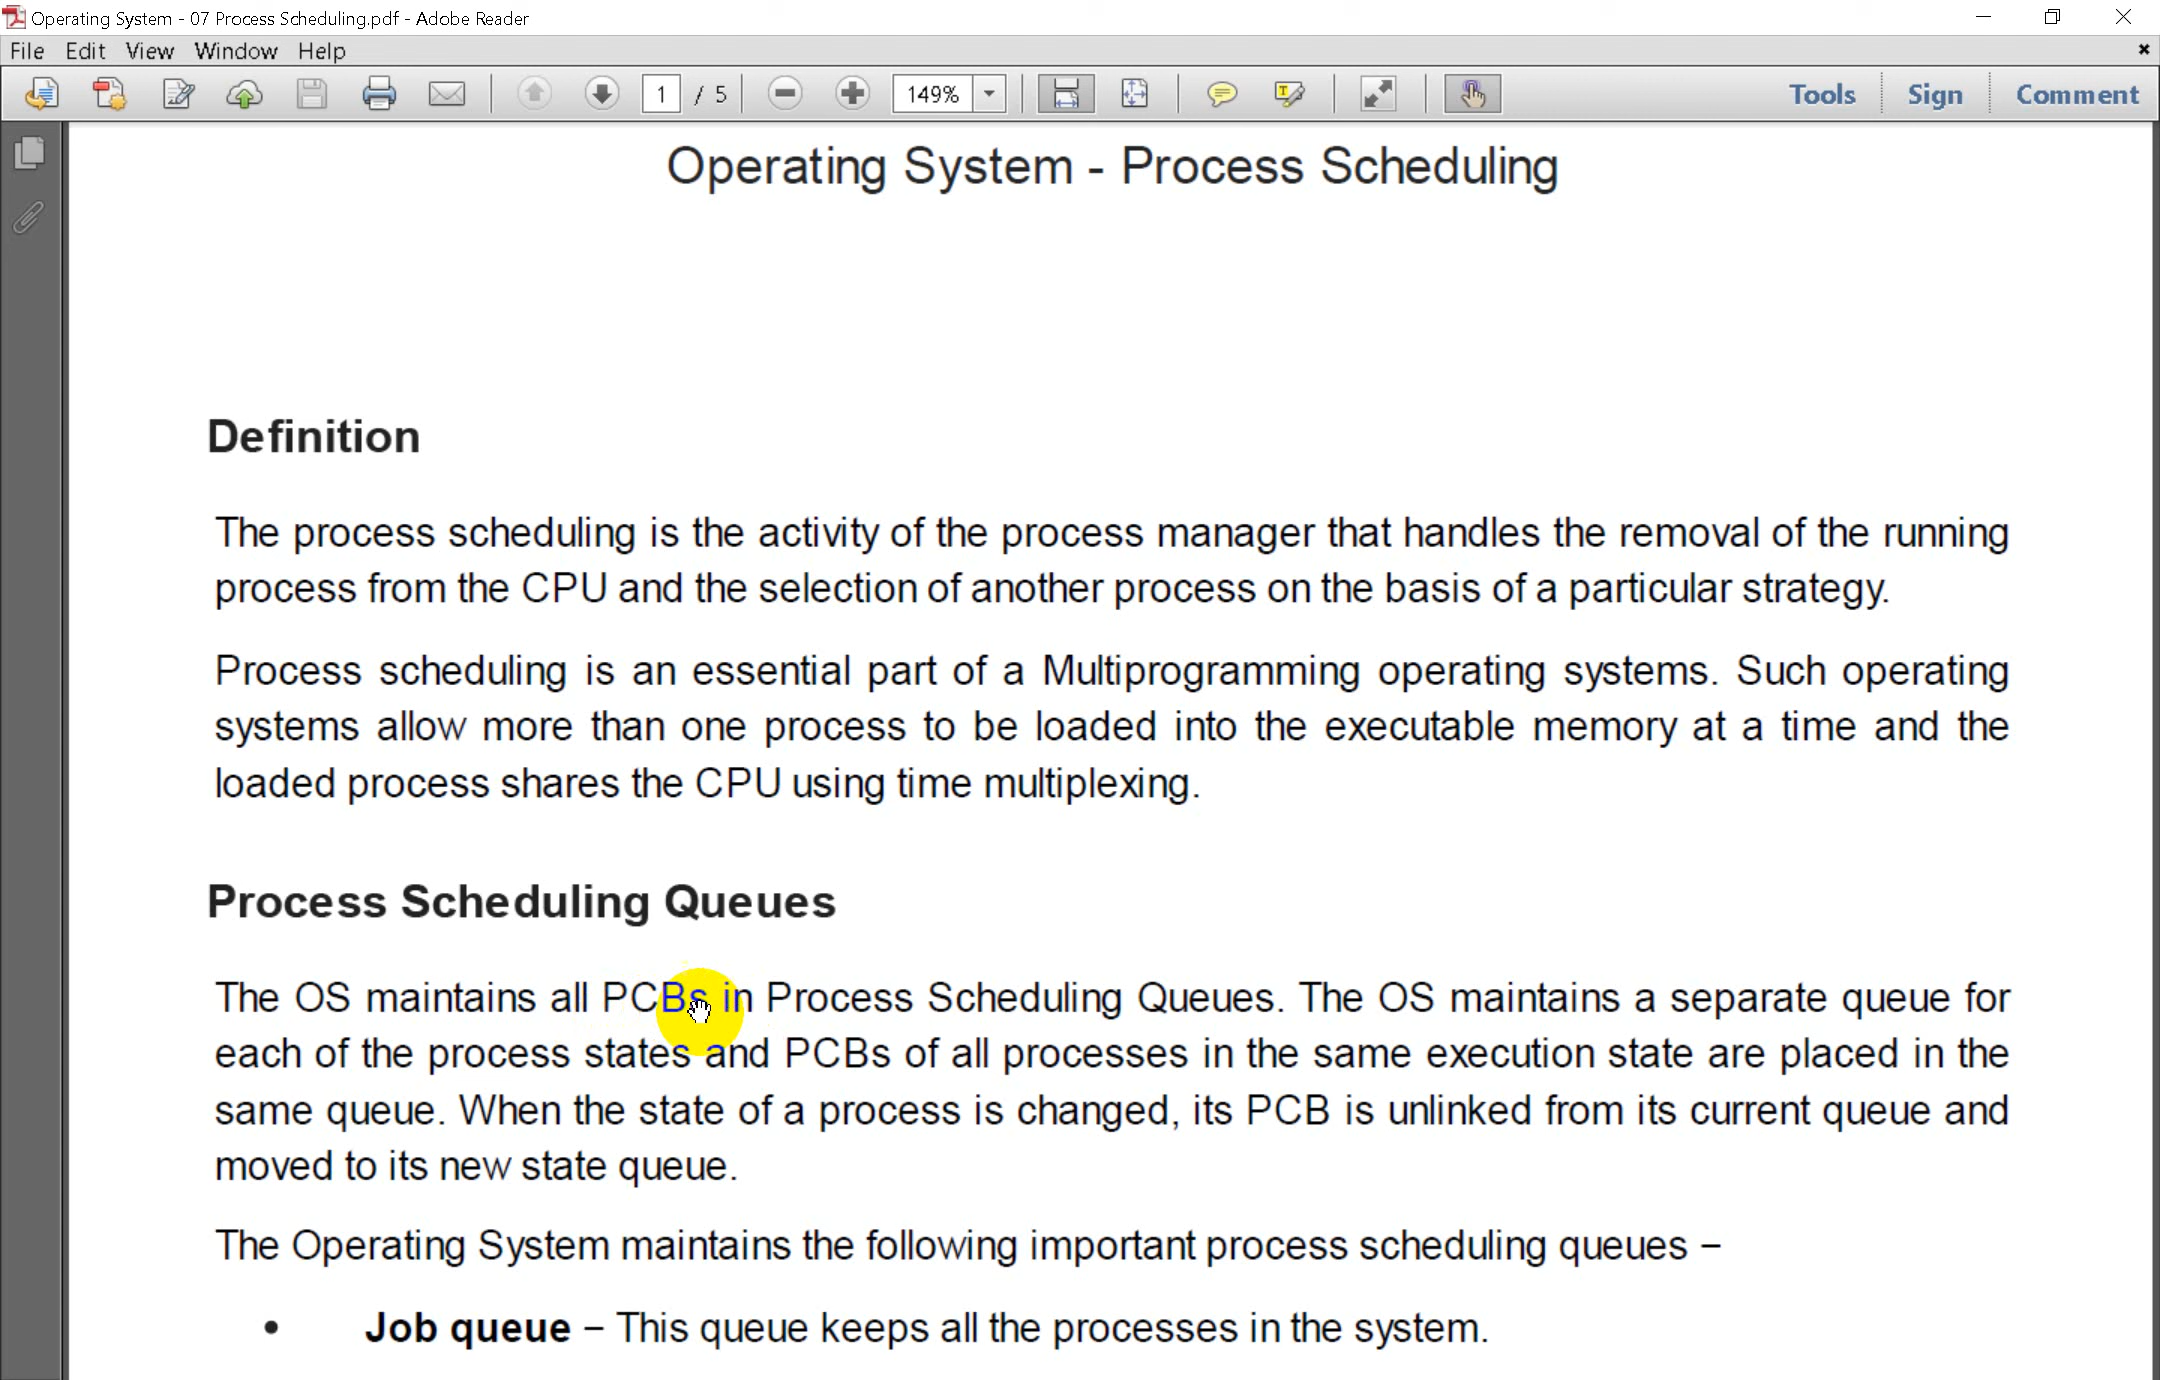 Operating System - 07 Process Scheduling.pdf - Adobe Reader
File Edit View Window Help
1 / 5 149% Tools Sign Comment
Operating System - Process Scheduling
Definition
The process scheduling is the activity of the process manager that handles the removal of the running
process from the CPU and the selection of another process on the basis of a particular strategy.
Process scheduling is an essential part of a Multiprogramming operating systems. Such operating
systems allow more than one process to be loaded into the executable memory at a time and the
loaded process shares the CPU using time multiplexing.
Process Scheduling Queues
The OS maintains all PCBs in Process Scheduling Queues. The OS maintains a separate queue for
each of the process states and PCBs of all processes in the same execution state are placed in the
same queue. When the state of a process is changed, its PCB is unlinked from its current queue and
moved to its new state queue.
The Operating System maintains the following important process scheduling queues –
• Job queue – This queue keeps all the processes in the system.